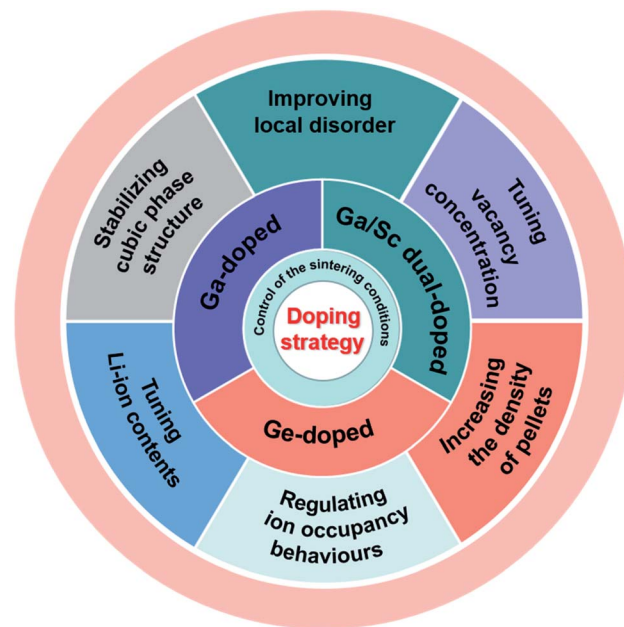 Improving
local disorder
Tuning
vacancy
concentration
Increasing
the density
of pellets
Regulating
ion occupancy
behaviours
Tuning
Li-ion contents
Stabilizing
cubic phase
structure
Ga-doped
Ga/Sc dual-doped
Ge-doped
Control of the sintering conditions
Doping
strategy